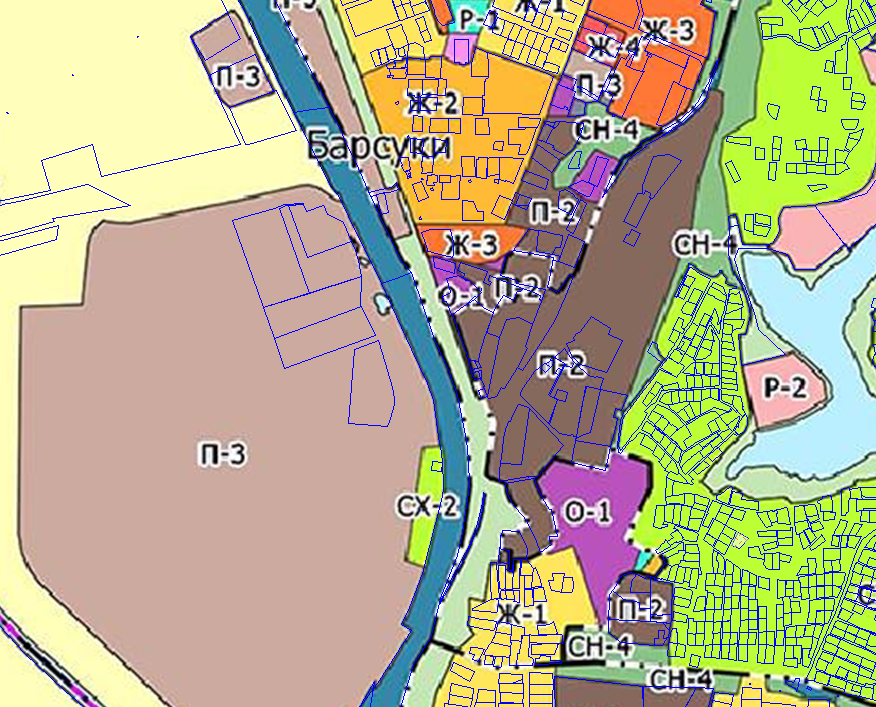 П-3
Ж-1
Р-1
Ж-3
Ж-4
П-3
П-3
Ж-2
СН-4
Барсуки
П-2
СН-4
Ж-3
О-1
П-2
П-2
Р-2
П-3
СХ-2
О-1
Ж-1
П-2
С
СН-4
СН-4